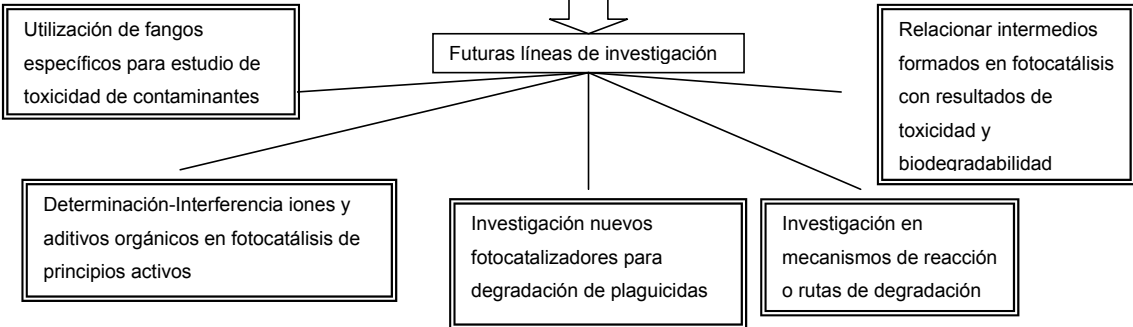 Utilización de fangos
específicos para estudio de
toxicidad de contaminantes
Futuras líneas de investigación
Relacionar intermedios
formados en fotocatálisis
con resultados de
toxicidad y
biodegradabilidad
Determinación-Interferencia iones y
aditivos orgánicos en fotocatálisis de
principios activos
Investigación nuevos
fotocatalizadores para
degradación de plaguicidas
Investigación en
mecanismos de reacción
o rutas de degradación